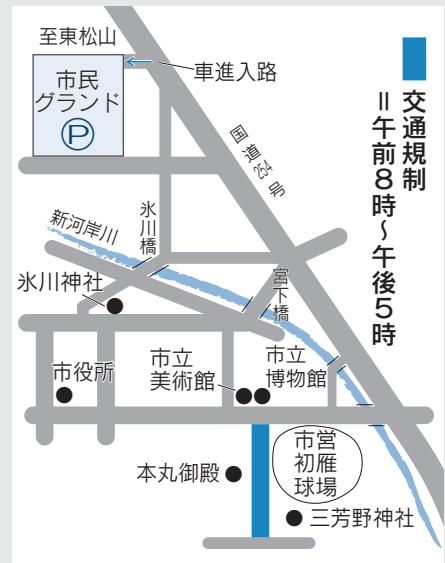 交通規制
＝午前8時～午後5時
至東松山
車進入路
市民
グランド
P
国道254号
新河岸川
氷川橋
宮下橋
氷川神社
市役所
市立
美術館
市立
博物館
市営
初雁
球場
本丸御殿
三芳野神社